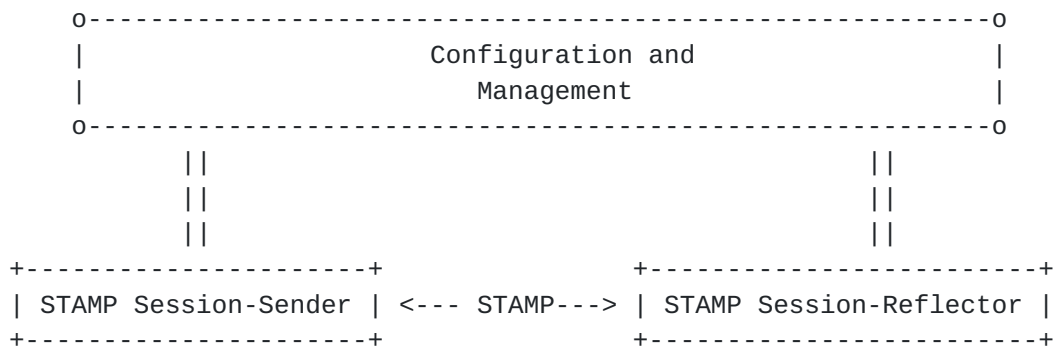 Configuration and
Management
STAMP Session-Sender <--- STAMP---> STAMP Session-Reflector